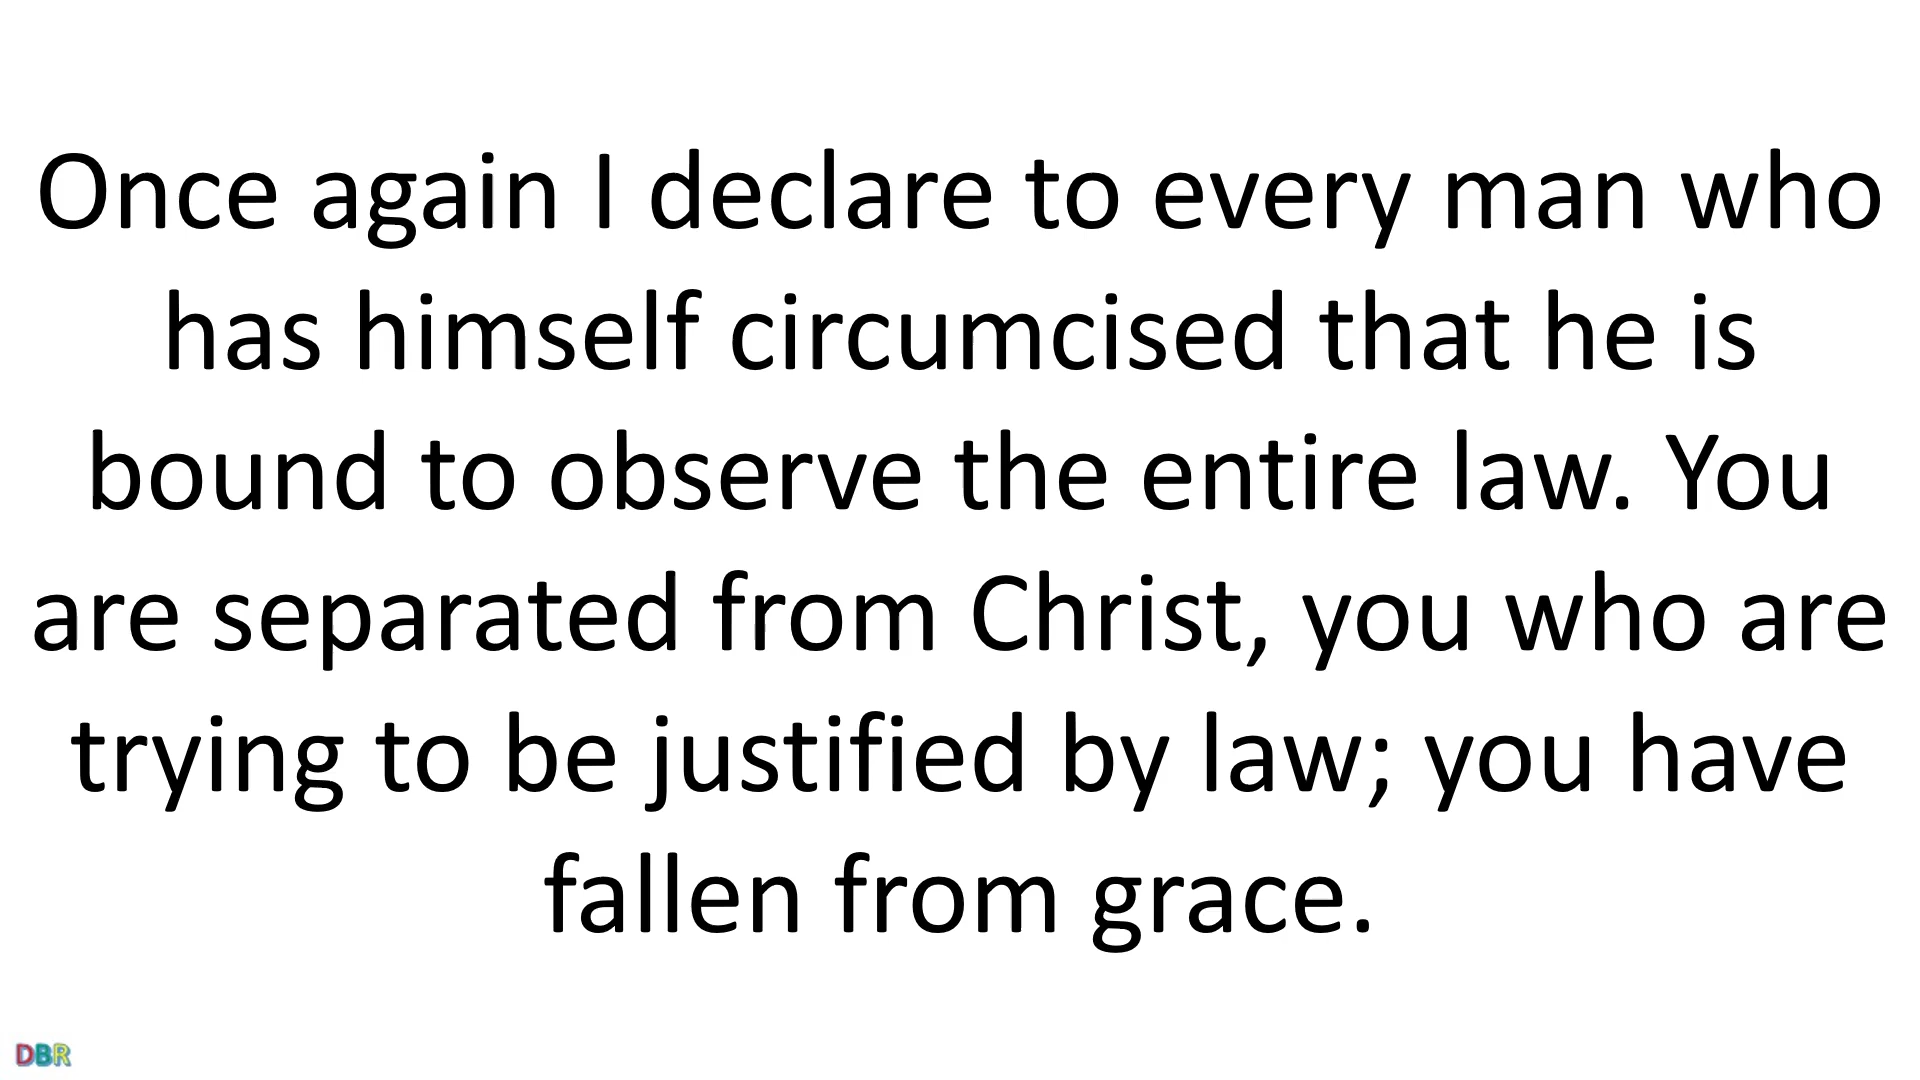 Once again I declare to every man who
has himself circumcised that he is
bound to observe the entire law. You
are separated from Christ, you who are
trying to be justified by law; you have
fallen from grace.
DBR